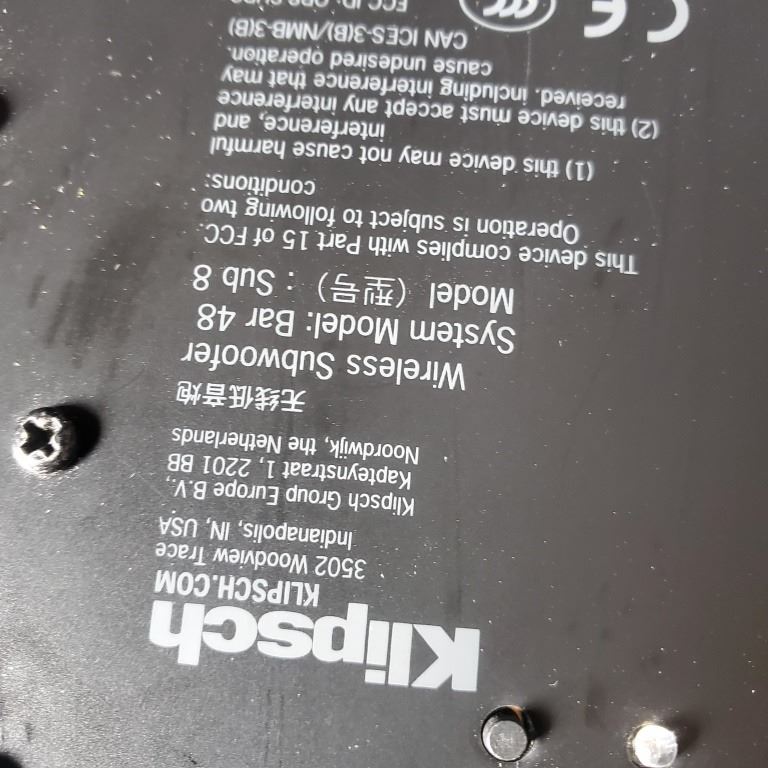 Klipsch
KLIPSCH.COM
3502 Woodview Trace
Indianapolis, IN, USA
Klipsch Group Europe B.V.,
Kapteynstraat 1, 2201 BB
Noordwijk, the Netherlands
无线低音炮
Wireless Subwoofer
System Model: Bar 48
Model（型号）: Sub 8
This device complies with Part 15 of FCC.
Operation is subject to following two
conditions:
(1) this device may not cause harmful
interference, and
(2) this device must accept any interference
received. including interference that may
cause undesired operation.
CAN ICES-3(B)/NMB-3(B)
FCC ID:
CE